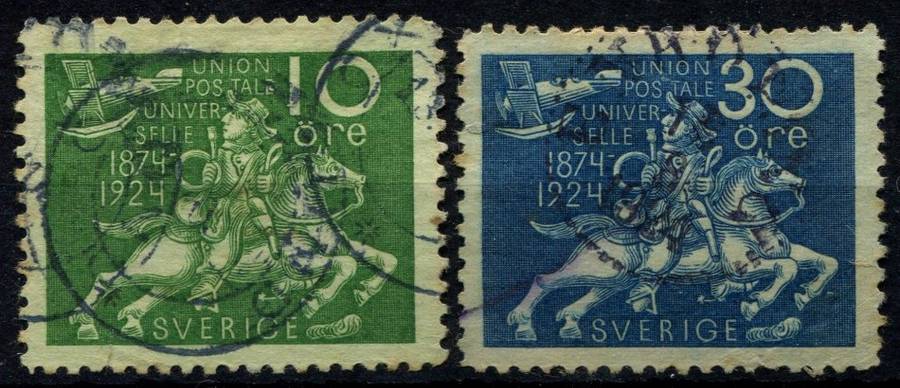 UNION
POSTALE
UNIVER
SELLE
1874-
1924
10
öre
SVERIGE
UNION
POSTALE
UNIVER
SELLE
1874-
1924
30
öre
SVERIGE